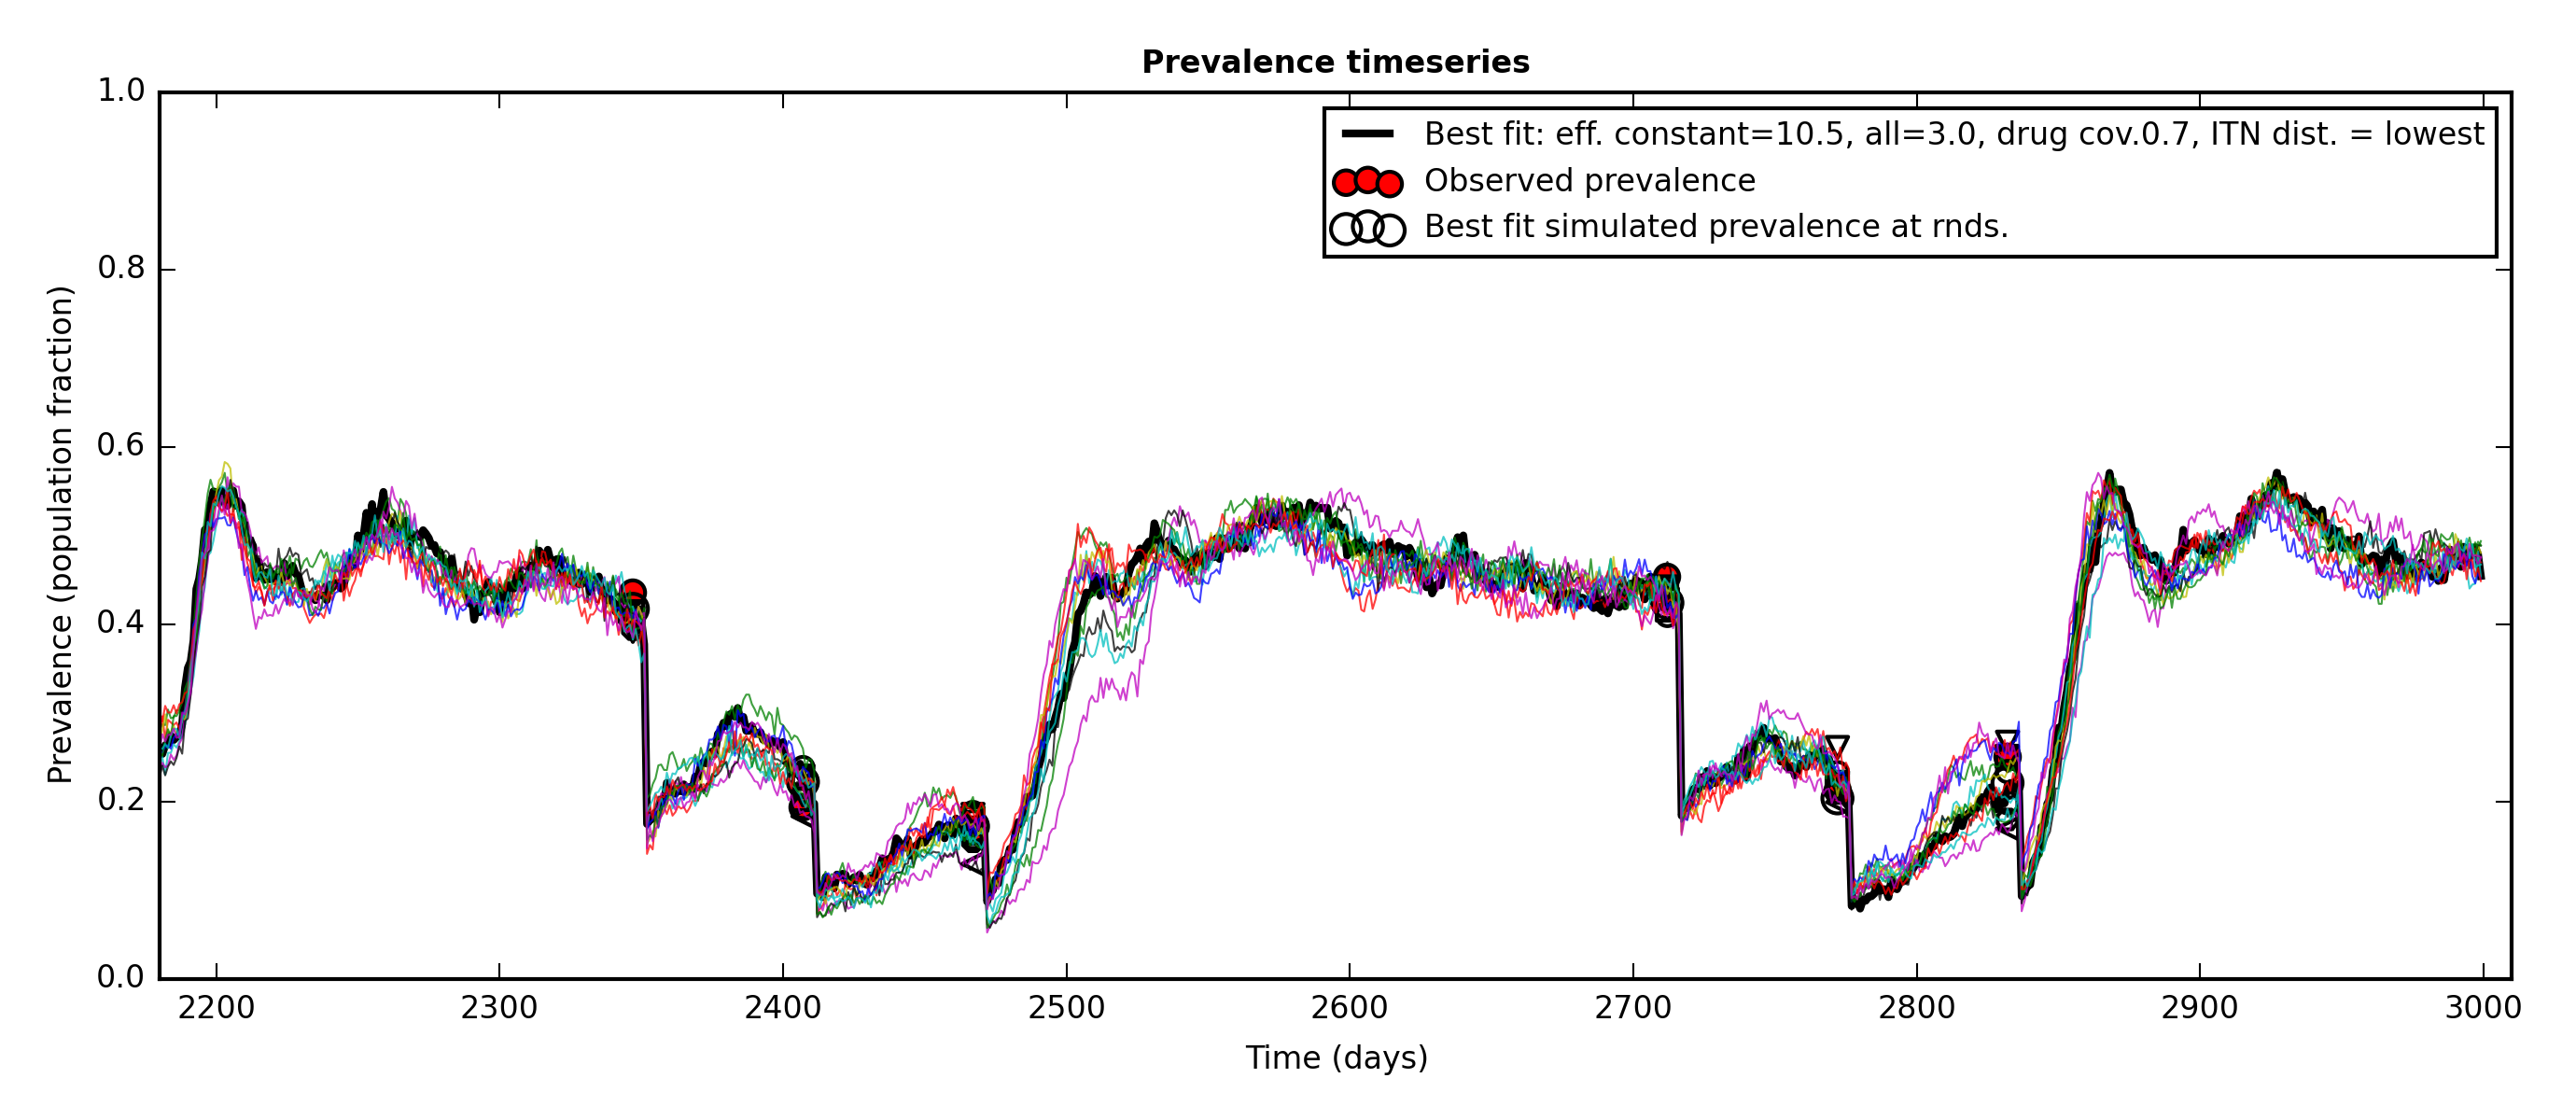 Prevalence timeseries
1.0
0.8
0.6
0.4
0.2
0.0
Prevalence (population fraction)
Best fit: eff. constant=10.5, all=3.0, drug cov.0.7, ITN dist. = lowest
Observed prevalence
Best fit simulated prevalence at rnds.
2200 2300 2400 2500 2600 2700 2800 2900 3000
Time (days)